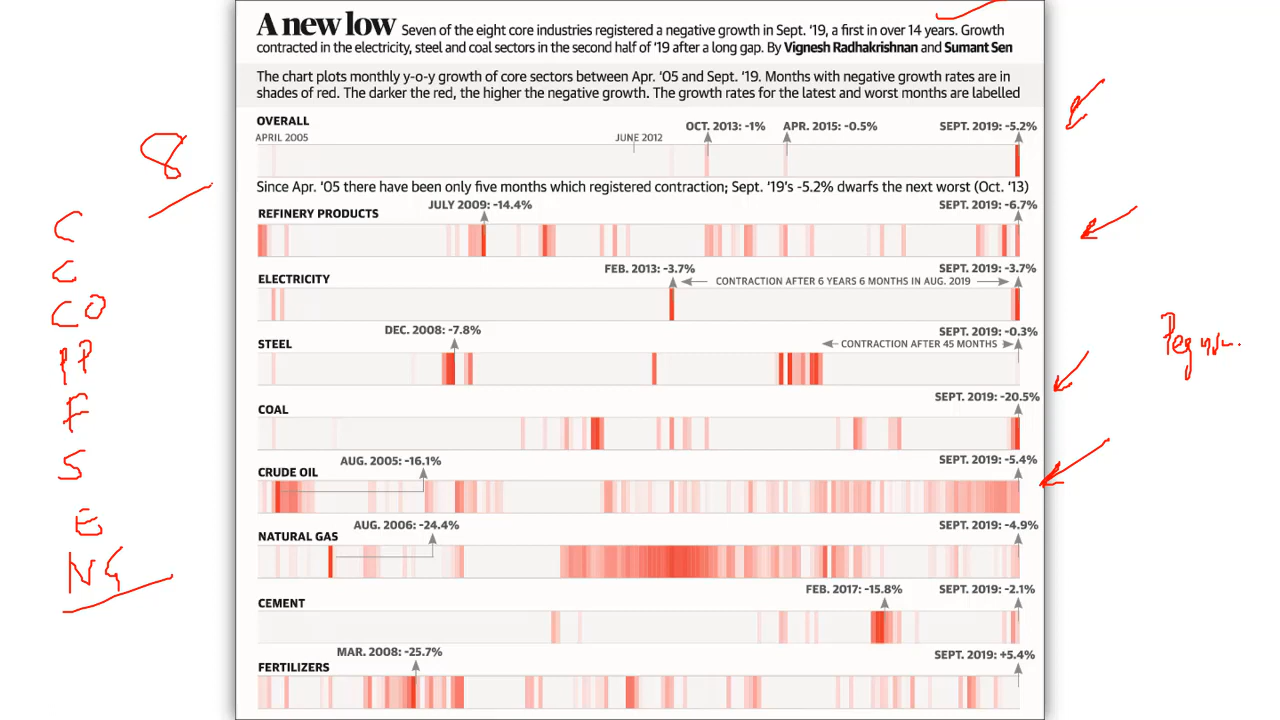 A new low Seven of the eight core industries registered a negative growth in Sept. '19, a first in over 14 years. Growth
contracted in the electricity, steel and coal sectors in the second half of '19 after a long gap. By Vignesh Radhakrishnan and Sumant Sen
The chart plots monthly y-o-y growth of core sectors between Apr. '05 and Sept. '19. Months with negative growth rates are in
shades of red. The darker the red, the higher the negative growth. The growth rates for the latest and worst months are labelled
OVERALL
APRIL 2005
JUNE 2012
OCT. 2013: -1%
APR. 2015: -0.5%
SEPT. 2019: -5.2%
Since Apr. '05 there have been only five months which registered contraction; Sept. '19's -5.2% dwarfs the next worst (Oct. '13)
REFINERY PRODUCTS
JULY 2009: -14.4%
SEPT. 2019: -6.7%
ELECTRICITY
FEB. 2013: -3.7%
CONTRACTION AFTER 6 YEARS 6 MONTHS IN AUG. 2019
SEPT. 2019: -3.7%
STEEL
DEC. 2008: -7.8%
CONTRACTION AFTER 45 MONTHS
SEPT. 2019: -0.3%
COAL
SEPT. 2019: -20.5%
CRUDE OIL
AUG. 2005: -16.1%
SEPT. 2019: -5.4%
NATURAL GAS
AUG. 2006: -24.4%
SEPT. 2019: -4.9%
CEMENT
FEB. 2017: -15.8%
SEPT. 2019: -2.1%
FERTILIZERS
MAR. 2008: -25.7%
SEPT. 2019: +5.4%
8
C
C
CO
PP
F
S
E
NG